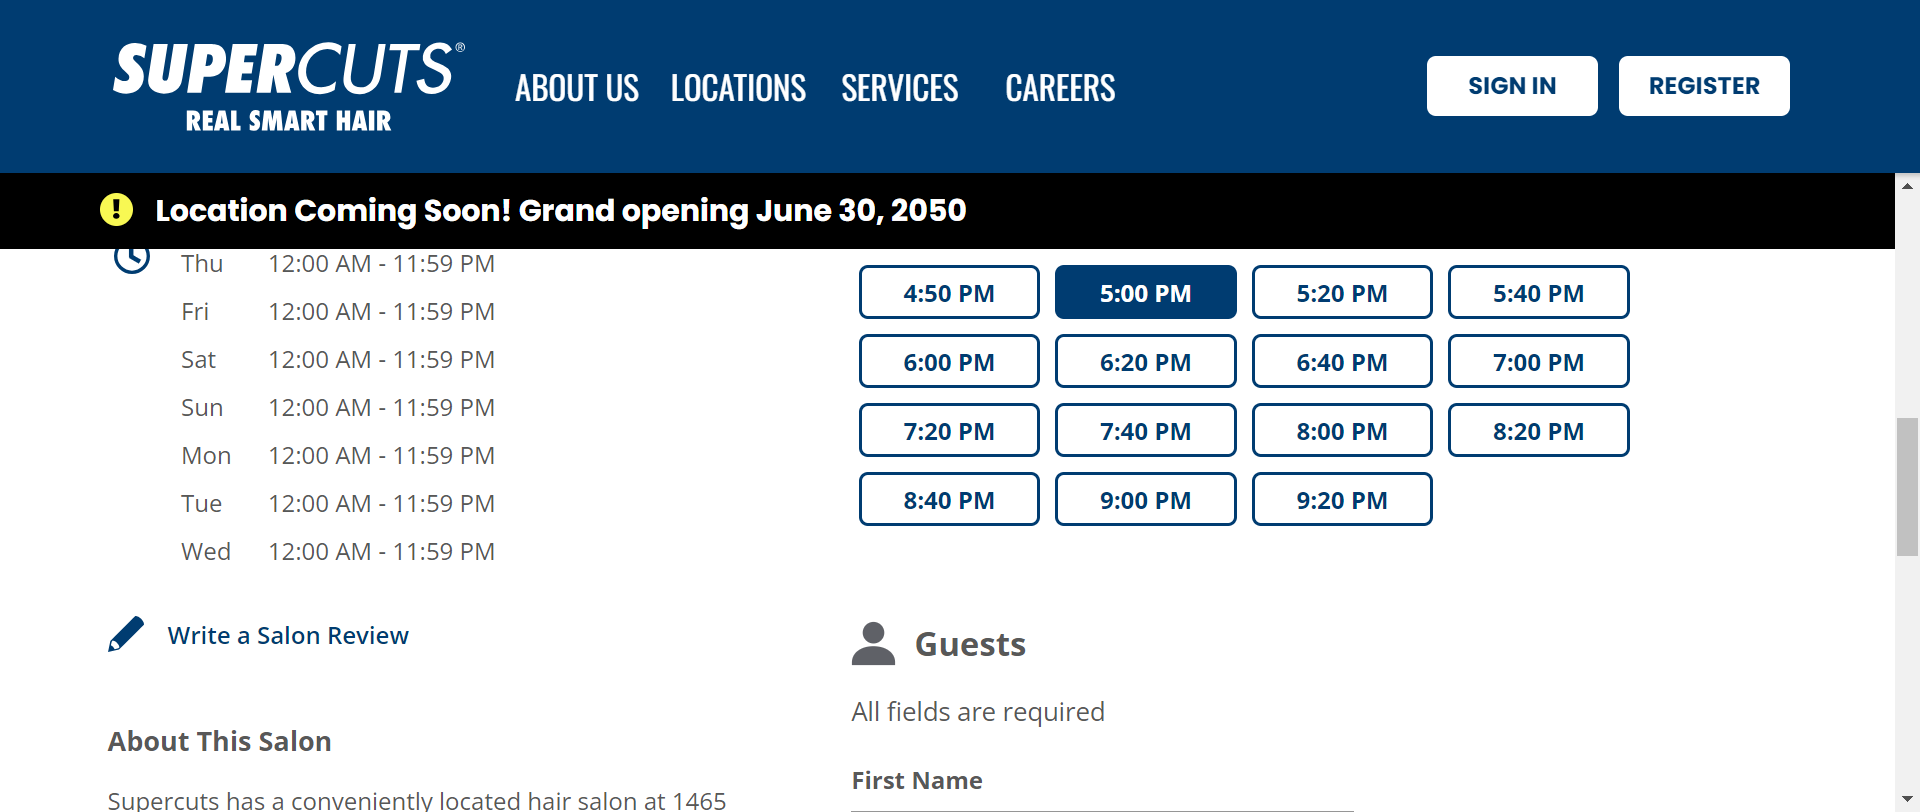 SUPERCUTS®
REAL SMART HAIR
ABOUT US LOCATIONS SERVICES CAREERS
SIGN IN REGISTER
! Location Coming Soon! Grand opening June 30, 2050
Thu 12:00 AM - 11:59 PM
Fri 12:00 AM - 11:59 PM
Sat 12:00 AM - 11:59 PM
Sun 12:00 AM - 11:59 PM
Mon 12:00 AM - 11:59 PM
Tue 12:00 AM - 11:59 PM
Wed 12:00 AM - 11:59 PM
Write a Salon Review
About This Salon
Supercuts has a conveniently located hair salon at 1465
4:50 PM 5:00 PM 5:20 PM 5:40 PM
6:00 PM 6:20 PM 6:40 PM 7:00 PM
7:20 PM 7:40 PM 8:00 PM 8:20 PM
8:40 PM 9:00 PM 9:20 PM
Guests
All fields are required
First Name